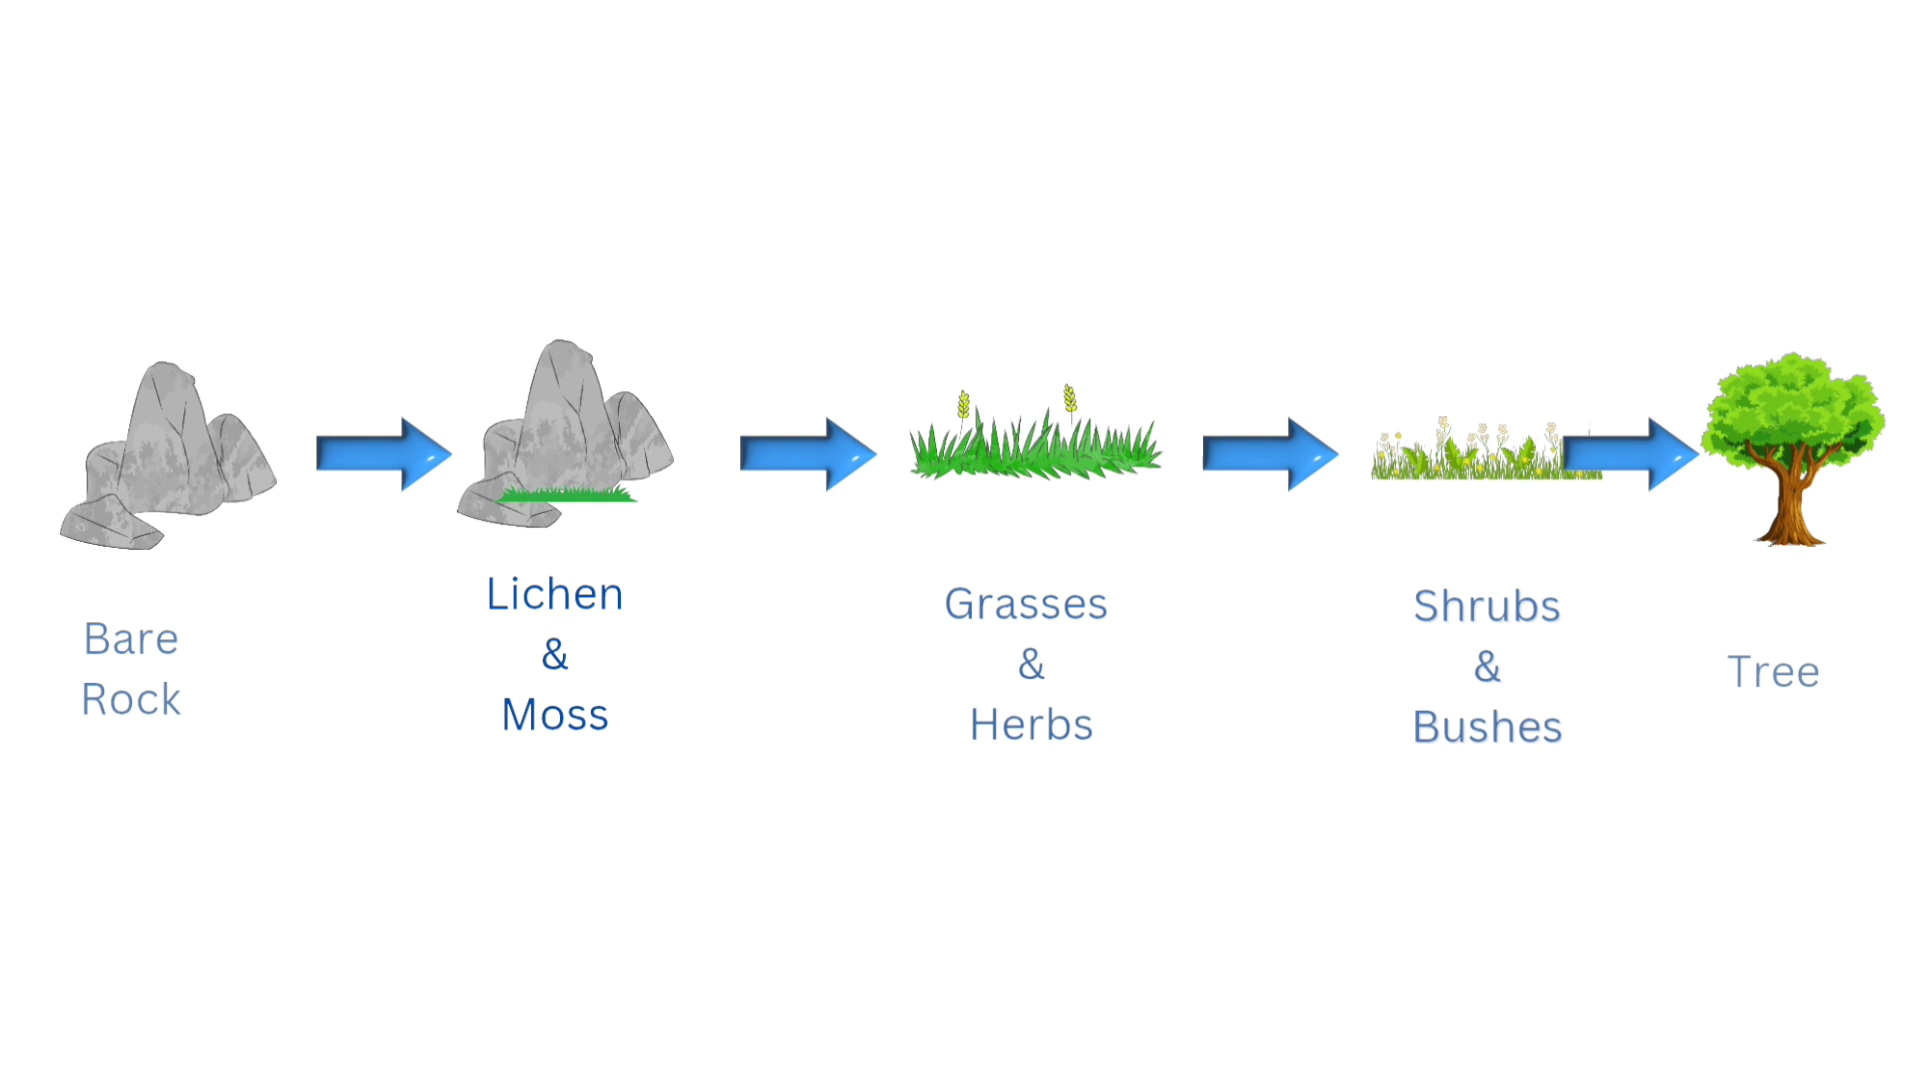 Bare
Rock
Lichen
&
Moss
Grasses
&
Herbs
Shrubs
&
Bushes
Tree